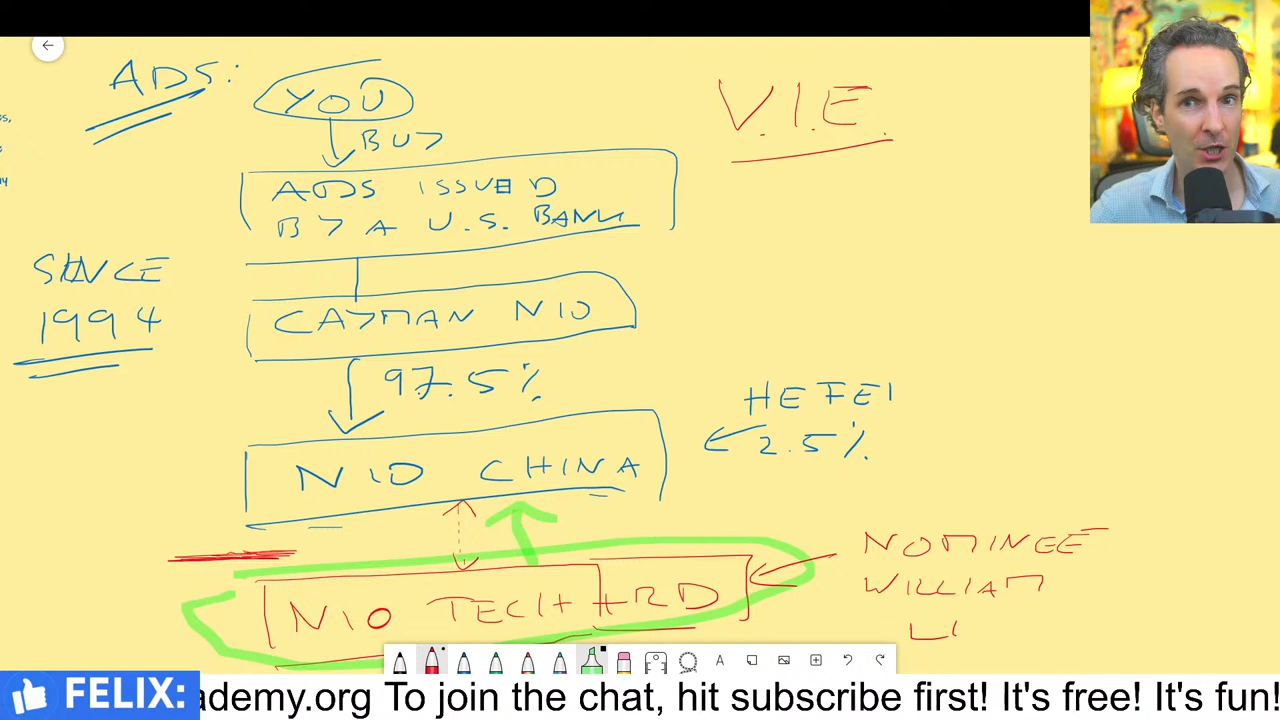 ADS:
YOU
BUY
V.I.E.
ADS ISSUED
BY A U.S. BANK
SINCE
1994
CAYMAN NIO
97.5%
HEFEI
2.5%
NIO CHINA
NOMINEE
WILLIAM
LI
NIO TECH + RD
A
FELIX:
ademy.org To join the chat, hit subscribe first! It's free! It's fun!